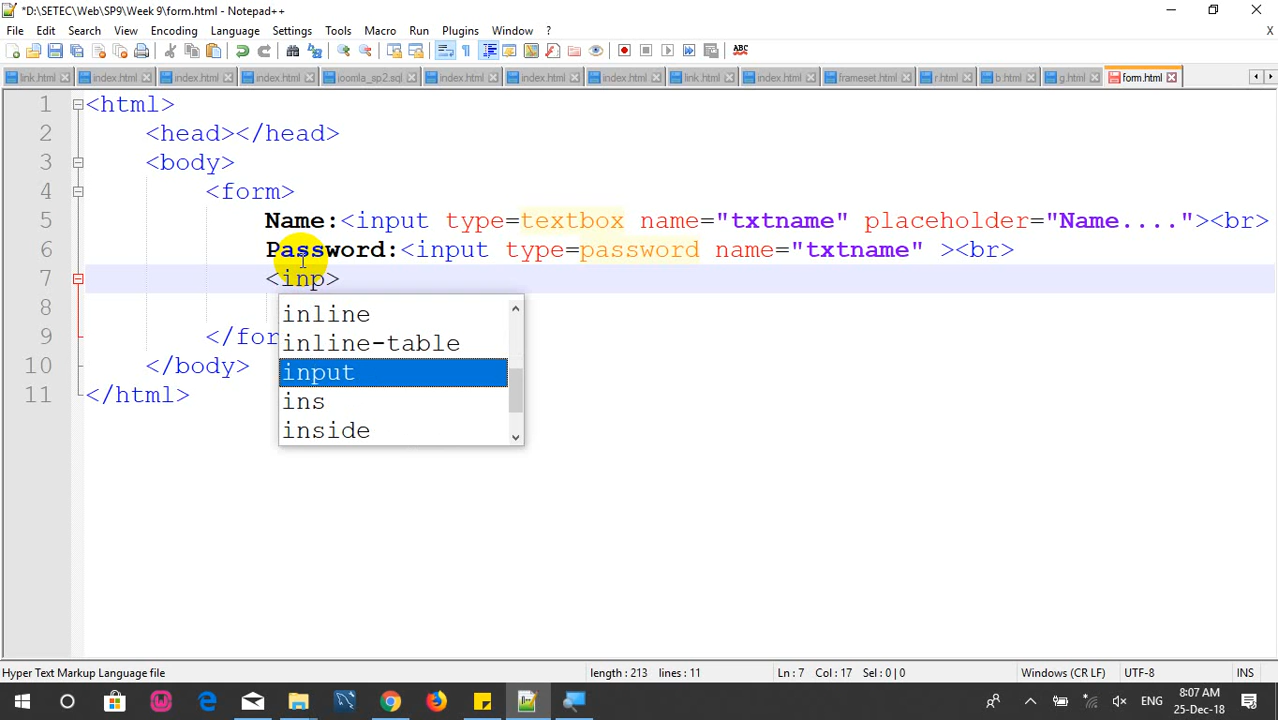 *D:\SETEC\Web\SP9\Week 9\form.html - Notepad++
File Edit Search View Encoding Language Settings Tools Macro Run Plugins Window ? X
link.html index.html index.html index.html joomla_sp2.sql index.html index.html index.html link.html index.html frameset.html r.html b.html g.html form.html
1 <html>
2 <head></head>
3 <body>
4 <form>
5 Name:<input type=textbox name="txtname" placeholder="Name...."><br>
6 Password:<input type=password name="txtname" ><br>
7 <inp>
8 inline
inline-table
9 </for
10 </body> input
11 </html> ins
inside
Hyper Text Markup Language file length : 213 lines : 11 Ln : 7 Col : 17 Sel : 0 | 0 Windows (CR LF) UTF-8 INS
ENG 8:07 AM
25-Dec-18